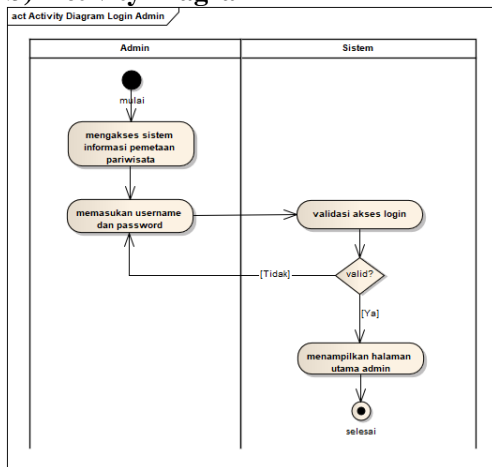 act Activity Diagram Login Admin
Admin
Sistem
mulai
mengakses sistem
informasi pemetaan
pariwisata
memasukan username
dan password
validasi akses login
[Tidak]
valid?
[Ya]
menampilkan halaman
utama admin
selesai